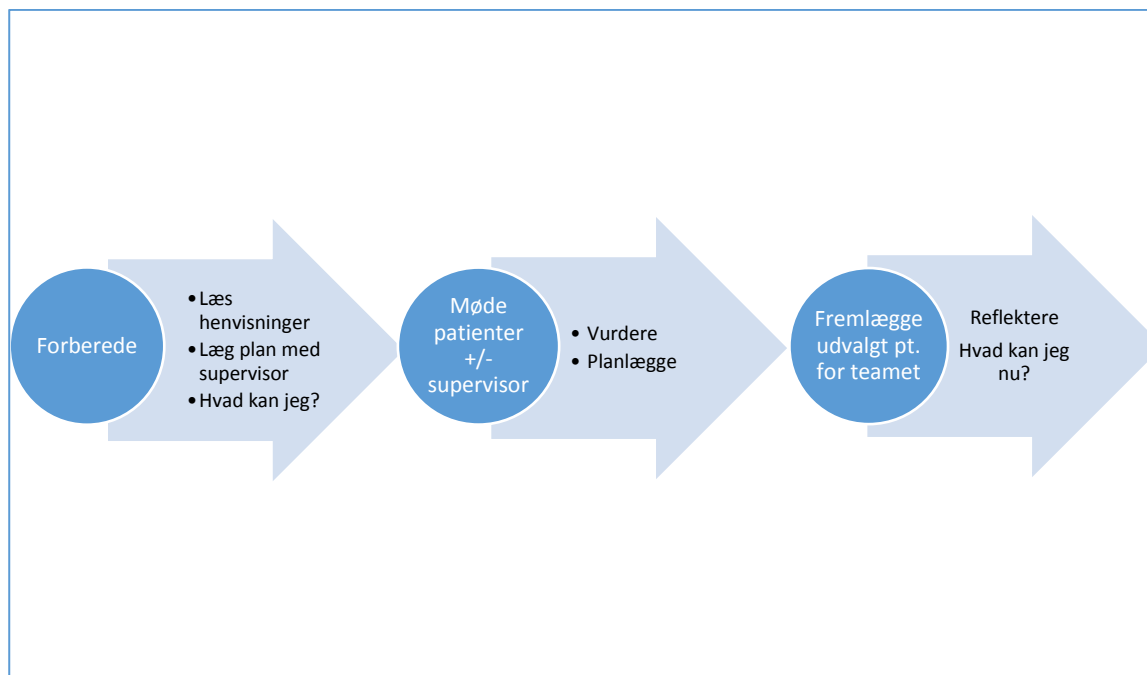 Forberede
•Læs
henvisninger
•Læg plan med
supervisor
•Hvad kan jeg?
Møde
patienter
+/-
supervisor
• Vurdere
• Planlægge
Fremlægge
udvalgt pt.
for teamet
Reflektere
Hvad kan jeg
nu?